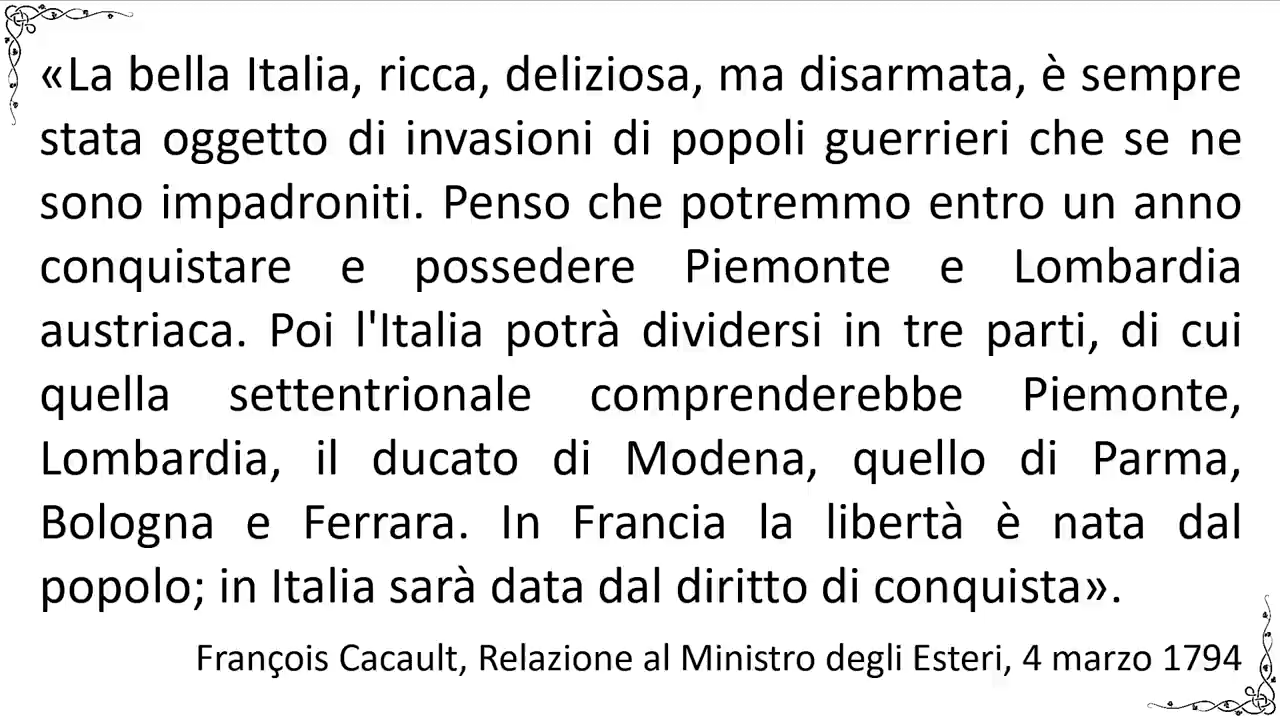 «La bella Italia, ricca, deliziosa, ma disarmata, è sempre
stata oggetto di invasioni di popoli guerrieri che se ne
sono impadroniti. Penso che potremmo entro un anno
conquistare e possedere Piemonte e Lombardia
austriaca. Poi l'Italia potrà dividersi in tre parti, di cui
quella settentrionale comprenderebbe Piemonte,
Lombardia, il ducato di Modena, quello di Parma,
Bologna e Ferrara. In Francia la libertà è nata dal
popolo; in Italia sarà data dal diritto di conquista».
François Cacault, Relazione al Ministro degli Esteri, 4 marzo 1794